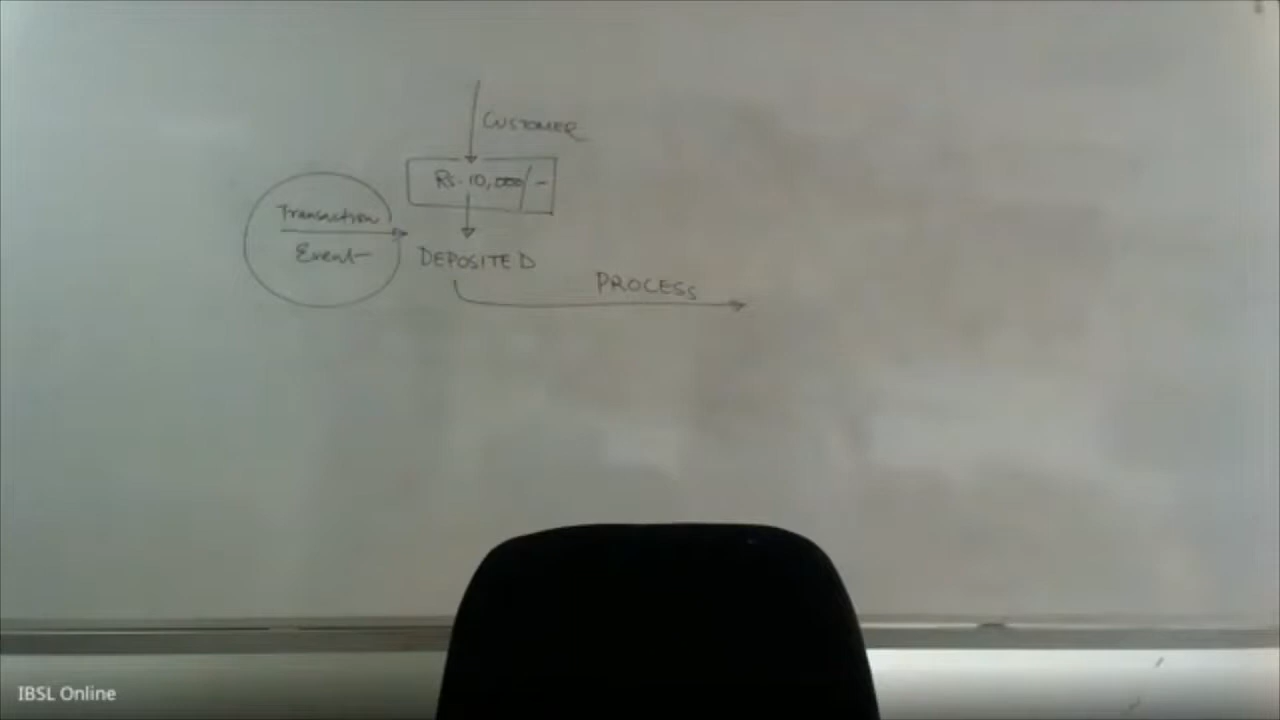 CUSTOMER
Rs. 10,000/-
Transaction
Event
DEPOSITED
PROCESS
IBSL Online